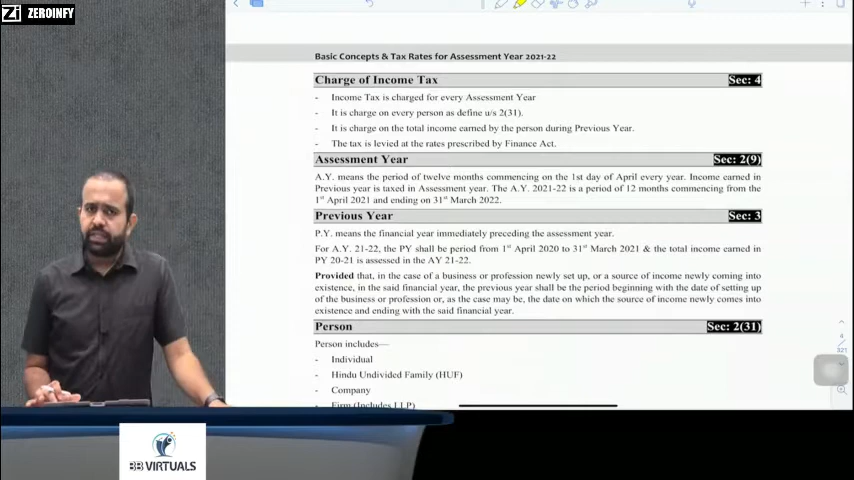 Zi ZEROINFY
Basic Concepts & Tax Rates for Assessment Year 2021-22
Charge of Income Tax Sec: 4
- Income Tax is charged for every Assessment Year
- It is charge on every person as define u/s 2(31).
- It is charge on the total income earned by the person during Previous Year.
- The tax is levied at the rates prescribed by Finance Act.
Assessment Year Sec: 2(9)
A.Y. means the period of twelve months commencing on the 1st day of April every year. Income earned in
Previous year is taxed in Assessment year. The A.Y. 2021-22 is a period of 12 months commencing from the
1st April 2021 and ending on 31st March 2022.
Previous Year Sec: 3
P.Y. means the financial year immediately preceding the assessment year.
For A.Y. 21-22, the PY shall be period from 1st April 2020 to 31st March 2021 & the total income earned in
PY 20-21 is assessed in the AY 21-22.
Provided that, in the case of a business or profession newly set up, or a source of income newly coming into
existence, in the said financial year, the previous year shall be the period beginning with the date of setting up
of the business or profession or, as the case may be, the date on which the source of income newly comes into
existence and ending with the said financial year.
Person Sec: 2(31)
Person includes—
- Individual
- Hindu Undivided Family (HUF)
- Company
- Firm (Includes LLP)
BB VIRTUALS